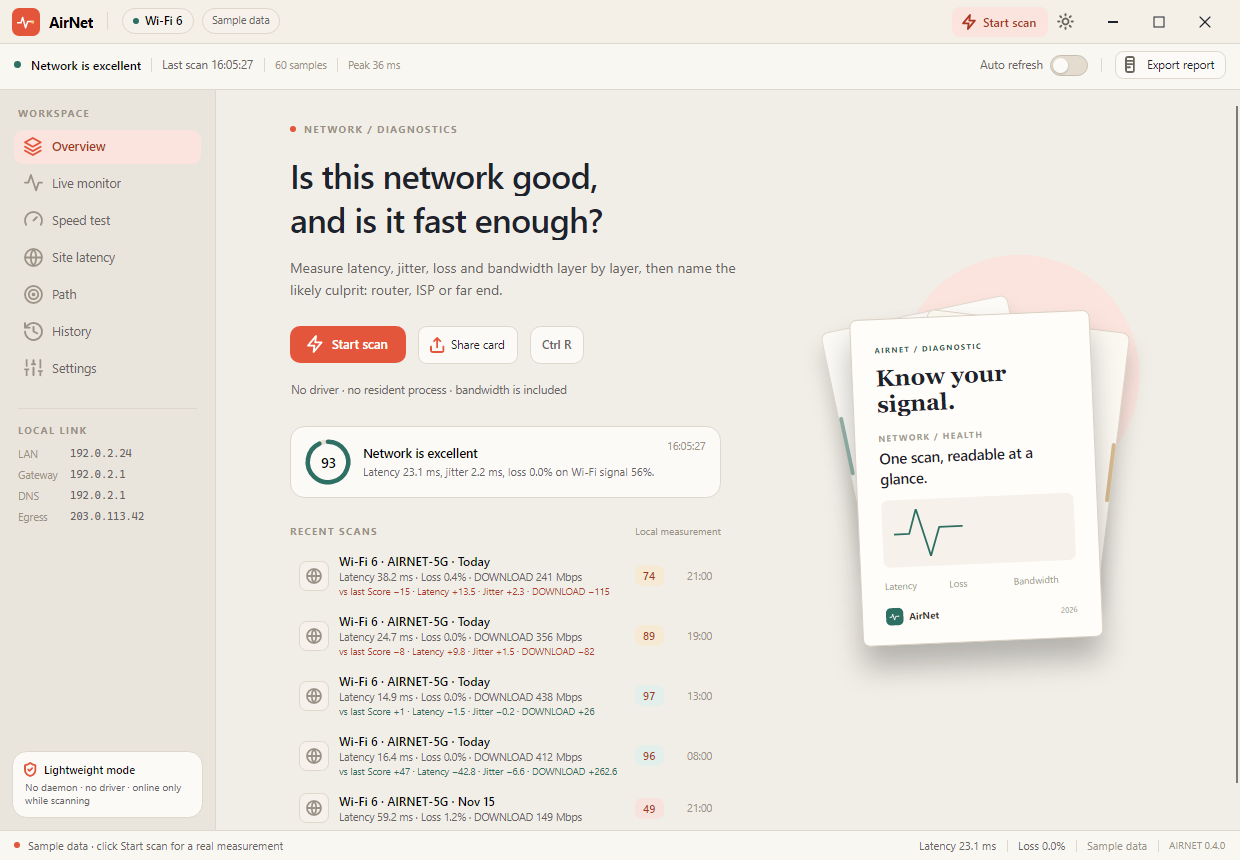 AirNet
Wi-Fi 6
Sample data
Start scan
Network is excellent
Last scan 16:05:27
60 samples
Peak 36 ms
Auto refresh
Export report
WORKSPACE
Overview
Live monitor
Speed test
Site latency
Path
History
Settings
LOCAL LINK
LAN 192.0.2.24
Gateway 192.0.2.1
DNS 192.0.2.1
Egress 203.0.113.42
Lightweight mode
No daemon · no driver · online only
while scanning
NETWORK / DIAGNOSTICS
Is this network good,
and is it fast enough?
Measure latency, jitter, loss and bandwidth layer by layer, then name the
likely culprit: router, ISP or far end.
Start scan
Share card
Ctrl R
No driver · no resident process · bandwidth is included
93
Network is excellent
16:05:27
Latency 23.1 ms, jitter 2.2 ms, loss 0.0% on Wi-Fi signal 56%.
RECENT SCANS
Local measurement
Wi-Fi 6 · AIRNET-5G · Today
Latency 38.2 ms · Loss 0.4% · DOWNLOAD 241 Mbps
vs last Score −15 · Latency +13.5 · Jitter +2.3 · DOWNLOAD −115
74
21:00
Wi-Fi 6 · AIRNET-5G · Today
Latency 24.7 ms · Loss 0.0% · DOWNLOAD 356 Mbps
vs last Score −8 · Latency +9.8 · Jitter +1.5 · DOWNLOAD −82
89
19:00
Wi-Fi 6 · AIRNET-5G · Today
Latency 14.9 ms · Loss 0.0% · DOWNLOAD 438 Mbps
vs last Score +1 · Latency −1.5 · Jitter −0.2 · DOWNLOAD +26
97
13:00
Wi-Fi 6 · AIRNET-5G · Today
Latency 16.4 ms · Loss 0.0% · DOWNLOAD 412 Mbps
vs last Score +47 · Latency −42.8 · Jitter −6.6 · DOWNLOAD +262.6
96
08:00
Wi-Fi 6 · AIRNET-5G · Nov 15
Latency 59.2 ms · Loss 1.2% · DOWNLOAD 149 Mbps
49
21:00
AIRNET / DIAGNOSTIC
Know your
signal.
NETWORK / HEALTH
One scan, readable at a
glance.
Latency
Loss
Bandwidth
AirNet
2026
Sample data · click Start scan for a real measurement
Latency 23.1 ms
Loss 0.0%
Sample data
AIRNET 0.4.0